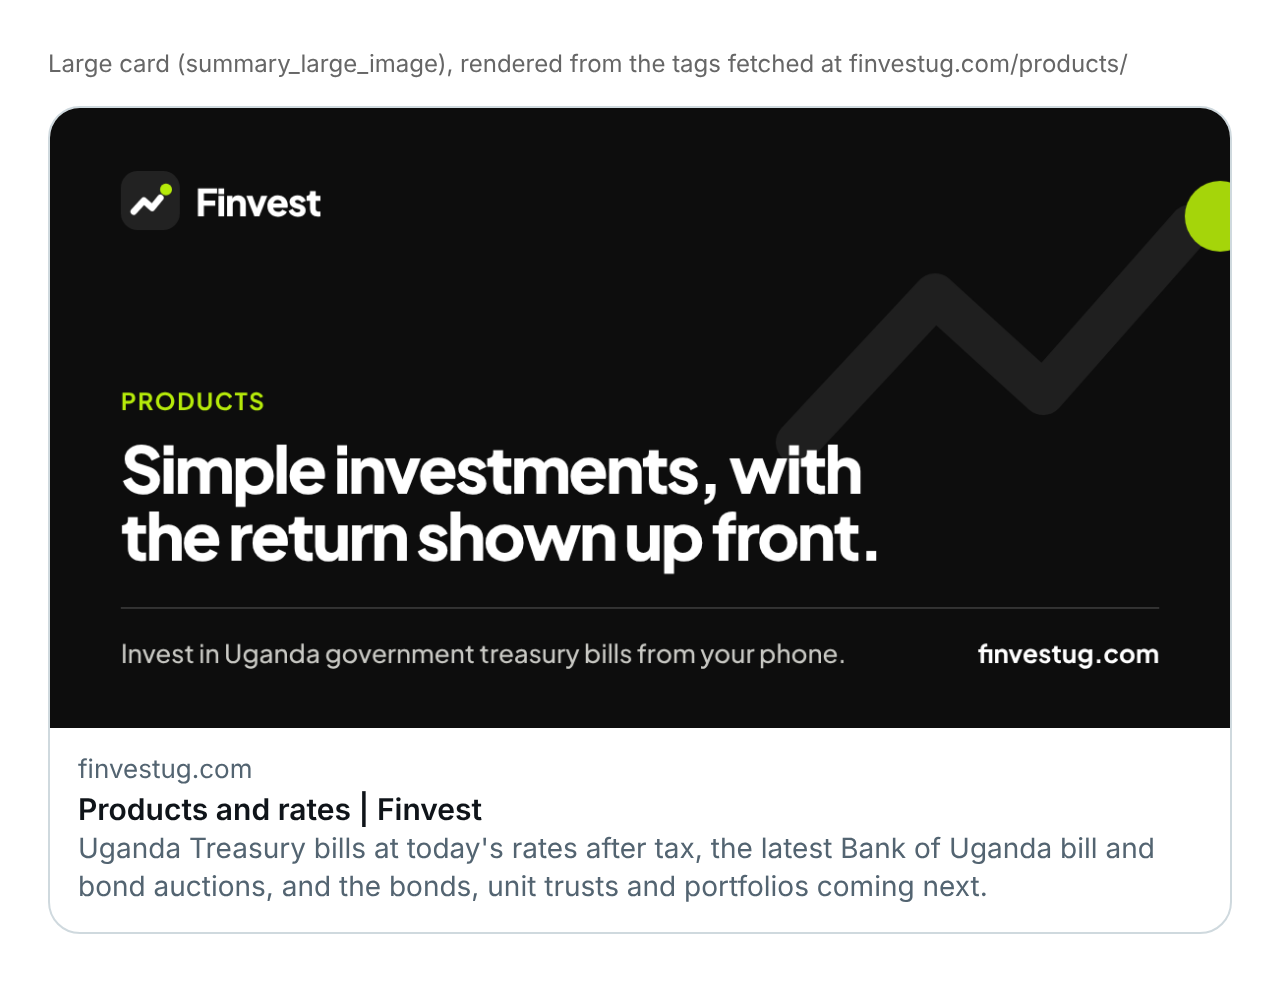 Large card (summary_large_image), rendered from the tags fetched at finvestug.com/products/
Finvest
PRODUCTS
Simple investments, with
the return shown up front.
Invest in Uganda government treasury bills from your phone.
finvestug.com
finvestug.com
Products and rates | Finvest
Uganda Treasury bills at today's rates after tax, the latest Bank of Uganda bill and
bond auctions, and the bonds, unit trusts and portfolios coming next.